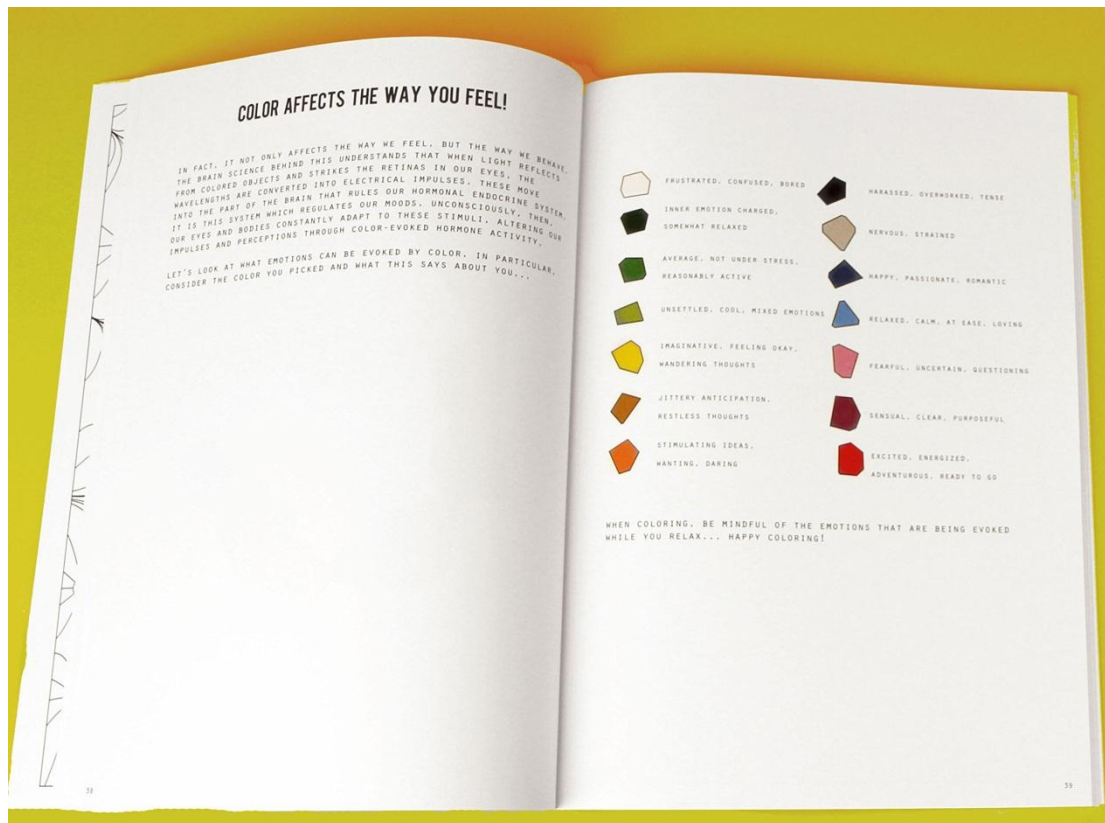 COLOR AFFECTS THE WAY YOU FEEL!
IN FACT, IT NOT ONLY AFFECTS THE WAY WE FEEL, BUT THE WAY WE BEHAVE.
THE BRAIN SCIENCE BEHIND THIS UNDERSTANDS THAT WHEN LIGHT REFLECTS
FROM COLORED OBJECTS AND STRIKES THE RETINAS IN OUR EYES, THE
WAVELENGTHS ARE CONVERTED INTO ELECTRICAL IMPULSES. THESE MOVE
INTO THE PART OF THE BRAIN THAT RULES OUR HORMONAL ENDOCRINE SYSTEM.
IT IS THIS SYSTEM WHICH REGULATES OUR MOODS. UNCONSCIOUSLY, THEN,
OUR EYES AND BODIES CONSTANTLY ADAPT TO THESE STIMULI, ALTERING OUR
IMPULSES AND PERCEPTIONS THROUGH COLOR-EVOKED HORMONE ACTIVITY.
LET'S LOOK AT WHAT EMOTIONS CAN BE EVOKED BY COLOR. IN PARTICULAR,
CONSIDER THE COLOR YOU PICKED AND WHAT THIS SAYS ABOUT YOU...
38
FRUSTRATED, CONFUSED, BORED
INNER EMOTION CHARGED,
SOMEWHAT RELAXED
AVERAGE, NOT UNDER STRESS,
REASONABLY ACTIVE
UNSETTLED, COOL, MIXED EMOTIONS
IMAGINATIVE, FEELING OKAY,
WANDERING THOUGHTS
JITTERY ANTICIPATION,
RESTLESS THOUGHTS
STIMULATING IDEAS,
WANTING, DARING
HARASSED, OVERWORKED, TENSE
NERVOUS, STRAINED
HAPPY, PASSIONATE, ROMANTIC
RELAXED, CALM, AT EASE, LOVING
FEARFUL, UNCERTAIN, QUESTIONING
SENSUAL, CLEAR, PURPOSEFUL
EXCITED, ENERGIZED,
ADVENTUROUS, READY TO GO
WHEN COLORING, BE MINDFUL OF THE EMOTIONS THAT ARE BEING EVOKED
WHILE YOU RELAX... HAPPY COLORING!
39